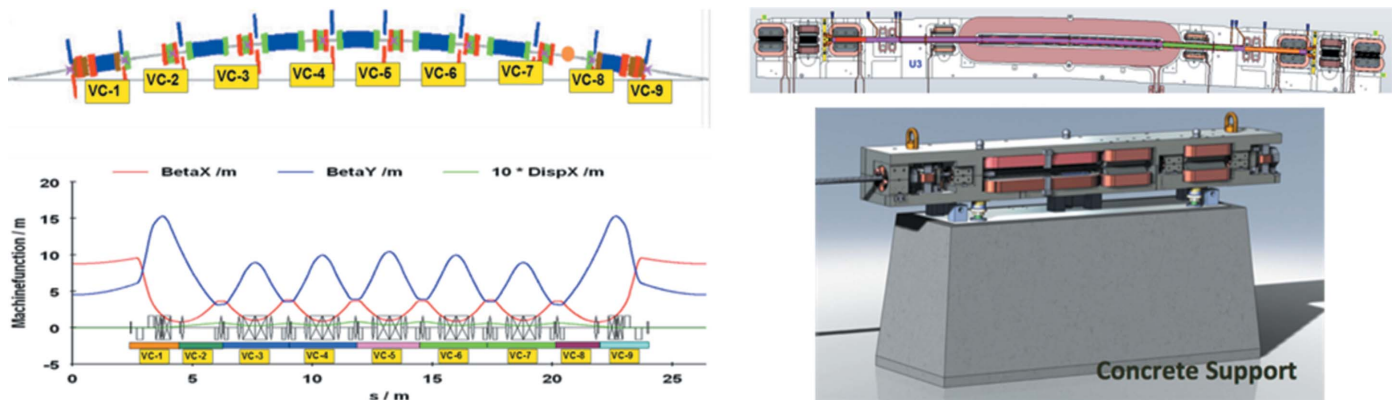 VC-1
VC-2
VC-3
VC-4
VC-5
VC-6
VC-7
VC-8
VC-9
U3
BetaX /m
BetaY /m
10 * DispX /m
Machinefunction / m
20
15
10
5
0
-5
VC-1
VC-2
VC-3
VC-4
VC-5
VC-6
VC-7
VC-8
VC-9
0
5
10
15
20
25
s / m
Concrete Support